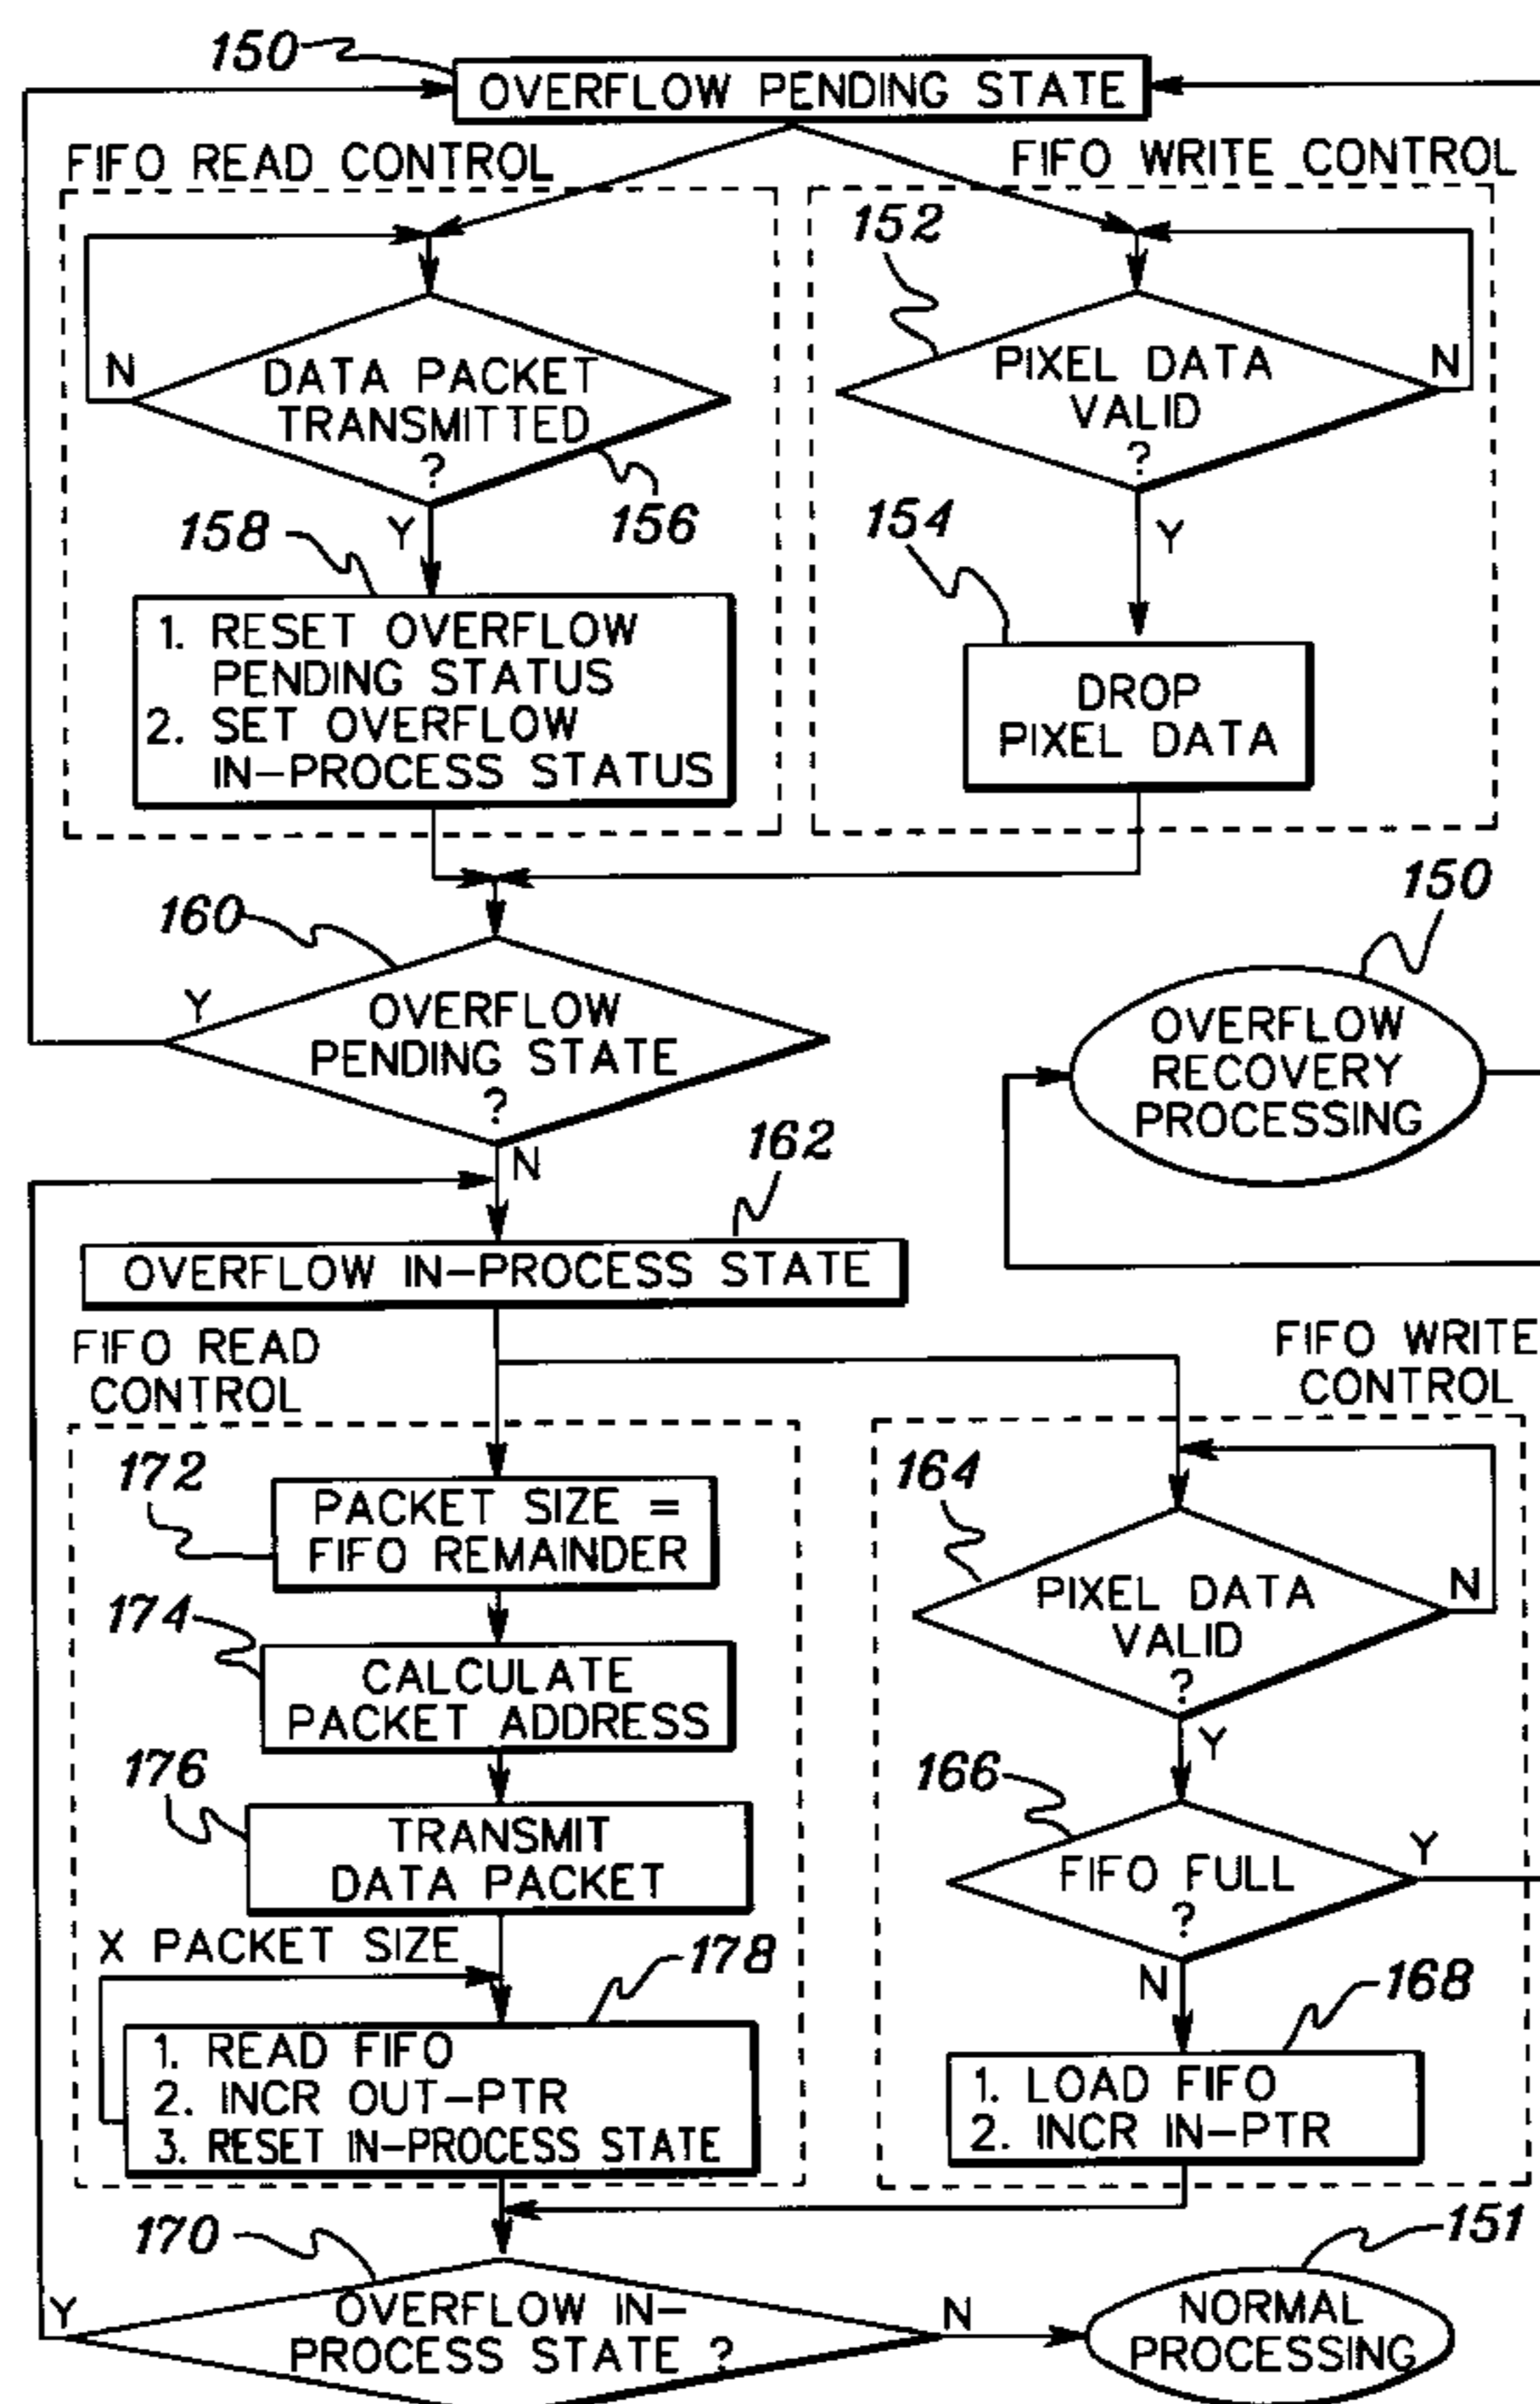 150
OVERFLOW PENDING STATE
FIFO READ CONTROL
FIFO WRITE CONTROL
152
N
DATA PACKET
TRANSMITTED
?
156
Y
PIXEL DATA
VALID
?
N
Y
158
1. RESET OVERFLOW
PENDING STATUS
2. SET OVERFLOW
IN-PROCESS STATUS
154
DROP
PIXEL DATA
160
Y
OVERFLOW
PENDING STATE
?
N
150
OVERFLOW
RECOVERY
PROCESSING
162
OVERFLOW IN-PROCESS STATE
FIFO READ
CONTROL
FIFO WRITE
CONTROL
172
PACKET SIZE =
FIFO REMAINDER
174
CALCULATE
PACKET ADDRESS
176
TRANSMIT
DATA PACKET
X PACKET SIZE
178
1. READ FIFO
2. INCR OUT-PTR
3. RESET IN-PROCESS STATE
164
PIXEL DATA
VALID
?
N
Y
166
FIFO FULL
?
Y
N
168
1. LOAD FIFO
2. INCR IN-PTR
170
Y
OVERFLOW IN-
PROCESS STATE ?
N
151
NORMAL
PROCESSING